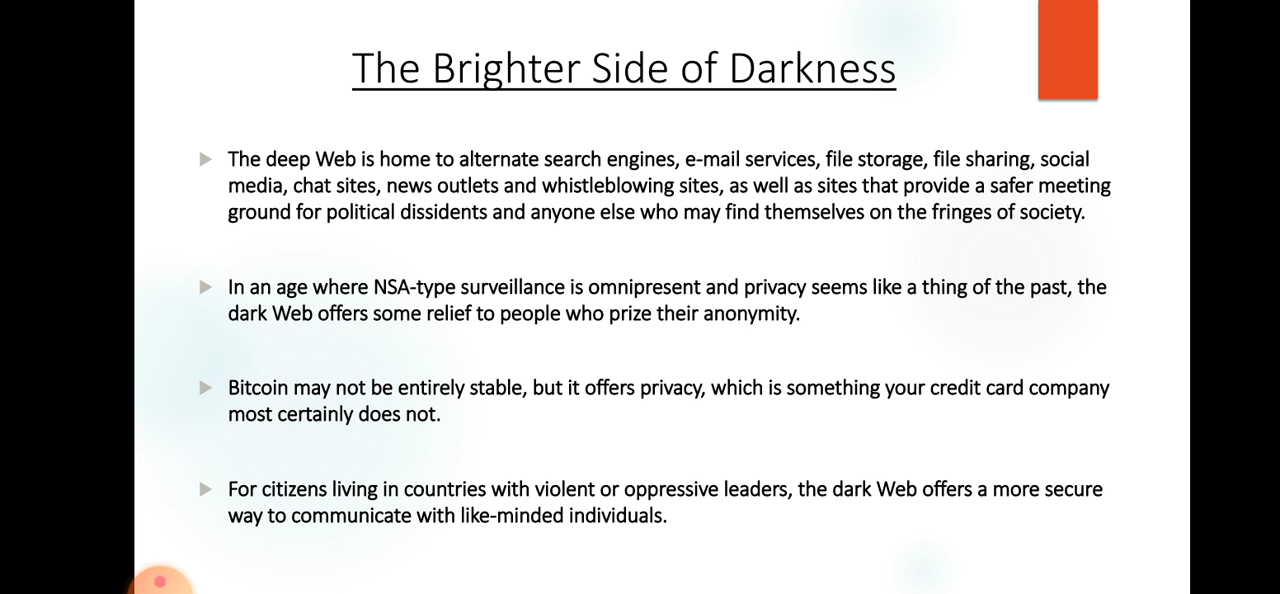 The Brighter Side of Darkness
The deep Web is home to alternate search engines, e-mail services, file storage, file sharing, social
media, chat sites, news outlets and whistleblowing sites, as well as sites that provide a safer meeting
ground for political dissidents and anyone else who may find themselves on the fringes of society.
In an age where NSA-type surveillance is omnipresent and privacy seems like a thing of the past, the
dark Web offers some relief to people who prize their anonymity.
Bitcoin may not be entirely stable, but it offers privacy, which is something your credit card company
most certainly does not.
For citizens living in countries with violent or oppressive leaders, the dark Web offers a more secure
way to communicate with like-minded individuals.